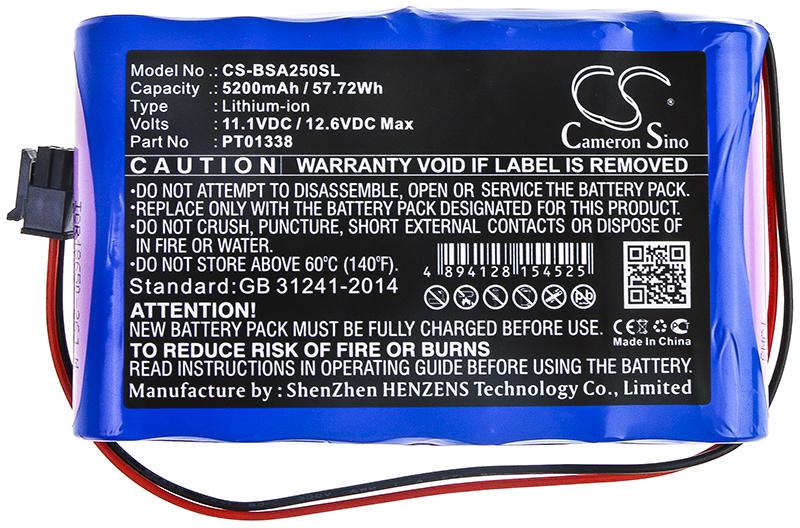 Model No : CS-BSA250SL
Capacity : 5200mAh / 57.72Wh
Type : Lithium-ion
Volts : 11.1VDC / 12.6VDC Max
Part No : PT01338
Cameron Sino
CAUTION WARRANTY VOID IF LABEL IS REMOVED
•DO NOT ATTEMPT TO DISASSEMBLE, OPEN OR SERVICE THE BATTERY PACK.
•REPLACE ONLY WITH THE BATTERY PACK DESIGNATED FOR THIS PRODUCT.
•DO NOT CRUSH, PUNCTURE, SHORT EXTERNAL CONTACTS OR DISPOSE OF
IN FIRE OR WATER.
•DO NOT STORE ABOVE 60°C (140°F).
Standard:GB 31241-2014
4 894128 154525
ATTENTION!
NEW BATTERY PACK MUST BE FULLY CHARGED BEFORE USE.
TO REDUCE RISK OF FIRE OR BURNS.
READ INSTRUCTIONS IN OPERATING GUIDE BEFORE USING THE BATTERY.
Manufacture by : ShenZhen HENZENS Technology Co., Limited
CE
Made In China